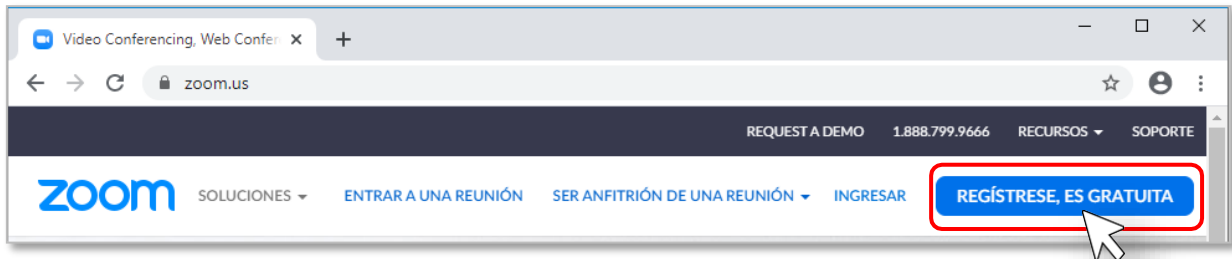 Video Conferencing, Web Confer
zoom.us
REQUEST A DEMO 1.888.799.9666 RECURSOS SOPORTE
zoom SOLUCIONES ENTRAR A UNA REUNIÓN SER ANFITRIÓN DE UNA REUNIÓN INGRESAR REGÍSTRESE, ES GRATUITA